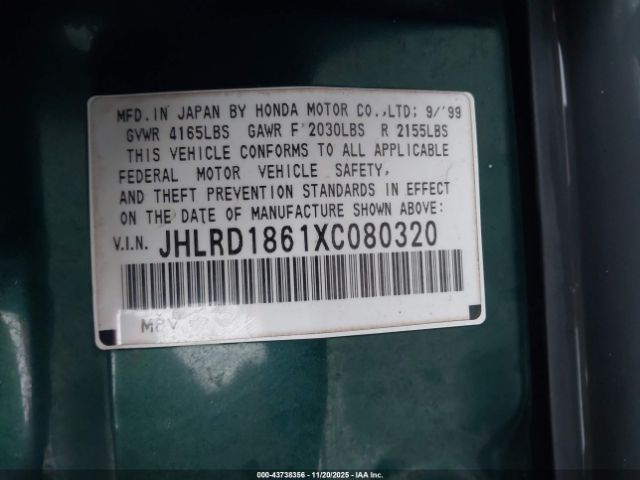 MFD.IN JAPAN BY HONDA MOTOR CO.,LTD; 9/'99
GVWR 4165LBS GAWR F 2030LBS R 2155LBS
THIS VEHICLE CONFORMS TO ALL APPLICABLE
FEDERAL MOTOR VEHICLE SAFETY,
AND THEFT PREVENTION STANDARDS IN EFFECT
ON THE DATE OF MANUFACTURE SHOWN ABOVE:
V.I.N. JHLRD1861XC080320
MPV
000-43738356 - 11/20/2025 - IAA Inc.